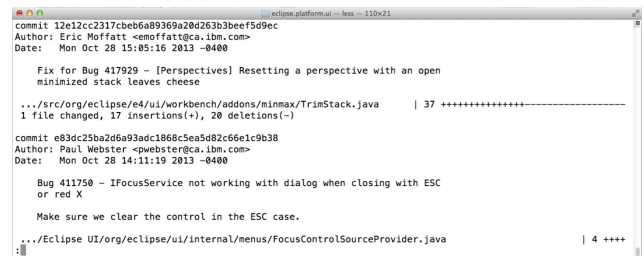 eclipse.platform.ui — less — 110×21
commit 12e12cc2317cbeb6a89369a20d263b3beef5d9ec
Author: Eric Moffatt <emoffatt@ca.ibm.com>
Date:   Mon Oct 28 15:05:16 2013 -0400
    Fix for Bug 417929 - [Perspectives] Resetting a perspective with an open
    minimized stack leaves cheese
 .../src/org/eclipse/e4/ui/workbench/addons/minmax/TrimStack.java      | 37 +++++++++++++++--------------------
 1 file changed, 17 insertions(+), 20 deletions(-)
commit e83dc25ba2d6a93adc1868c5ea5d82c66e1c9b38
Author: Paul Webster <pwebster@ca.ibm.com>
Date:   Mon Oct 28 14:11:19 2013 -0400
    Bug 411750 - IFocusService not working with dialog when closing with ESC
    or red X
    Make sure we clear the control in the ESC case.
 .../Eclipse UI/org/eclipse/ui/internal/menus/FocusControlSourceProvider.java                  | 4 ++++
: